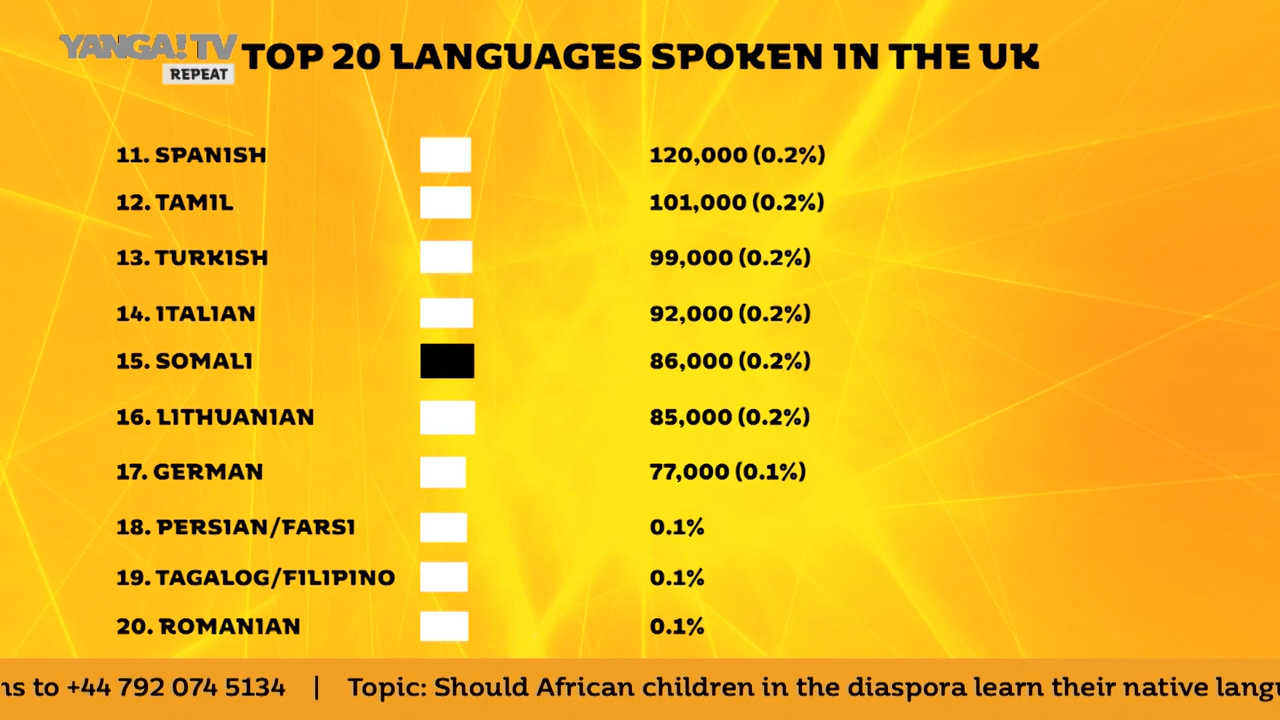 YANGA! TV
REPEAT
TOP 20 LANGUAGES SPOKEN IN THE UK
11. SPANISH 120,000 (0.2%)
12. TAMIL 101,000 (0.2%)
13. TURKISH 99,000 (0.2%)
14. ITALIAN 92,000 (0.2%)
15. SOMALI 86,000 (0.2%)
16. LITHUANIAN 85,000 (0.2%)
17. GERMAN 77,000 (0.1%)
18. PERSIAN/FARSI 0.1%
19. TAGALOG/FILIPINO 0.1%
20. ROMANIAN 0.1%
to +44 792 074 5134 | Topic: Should African children in the diaspora learn their native